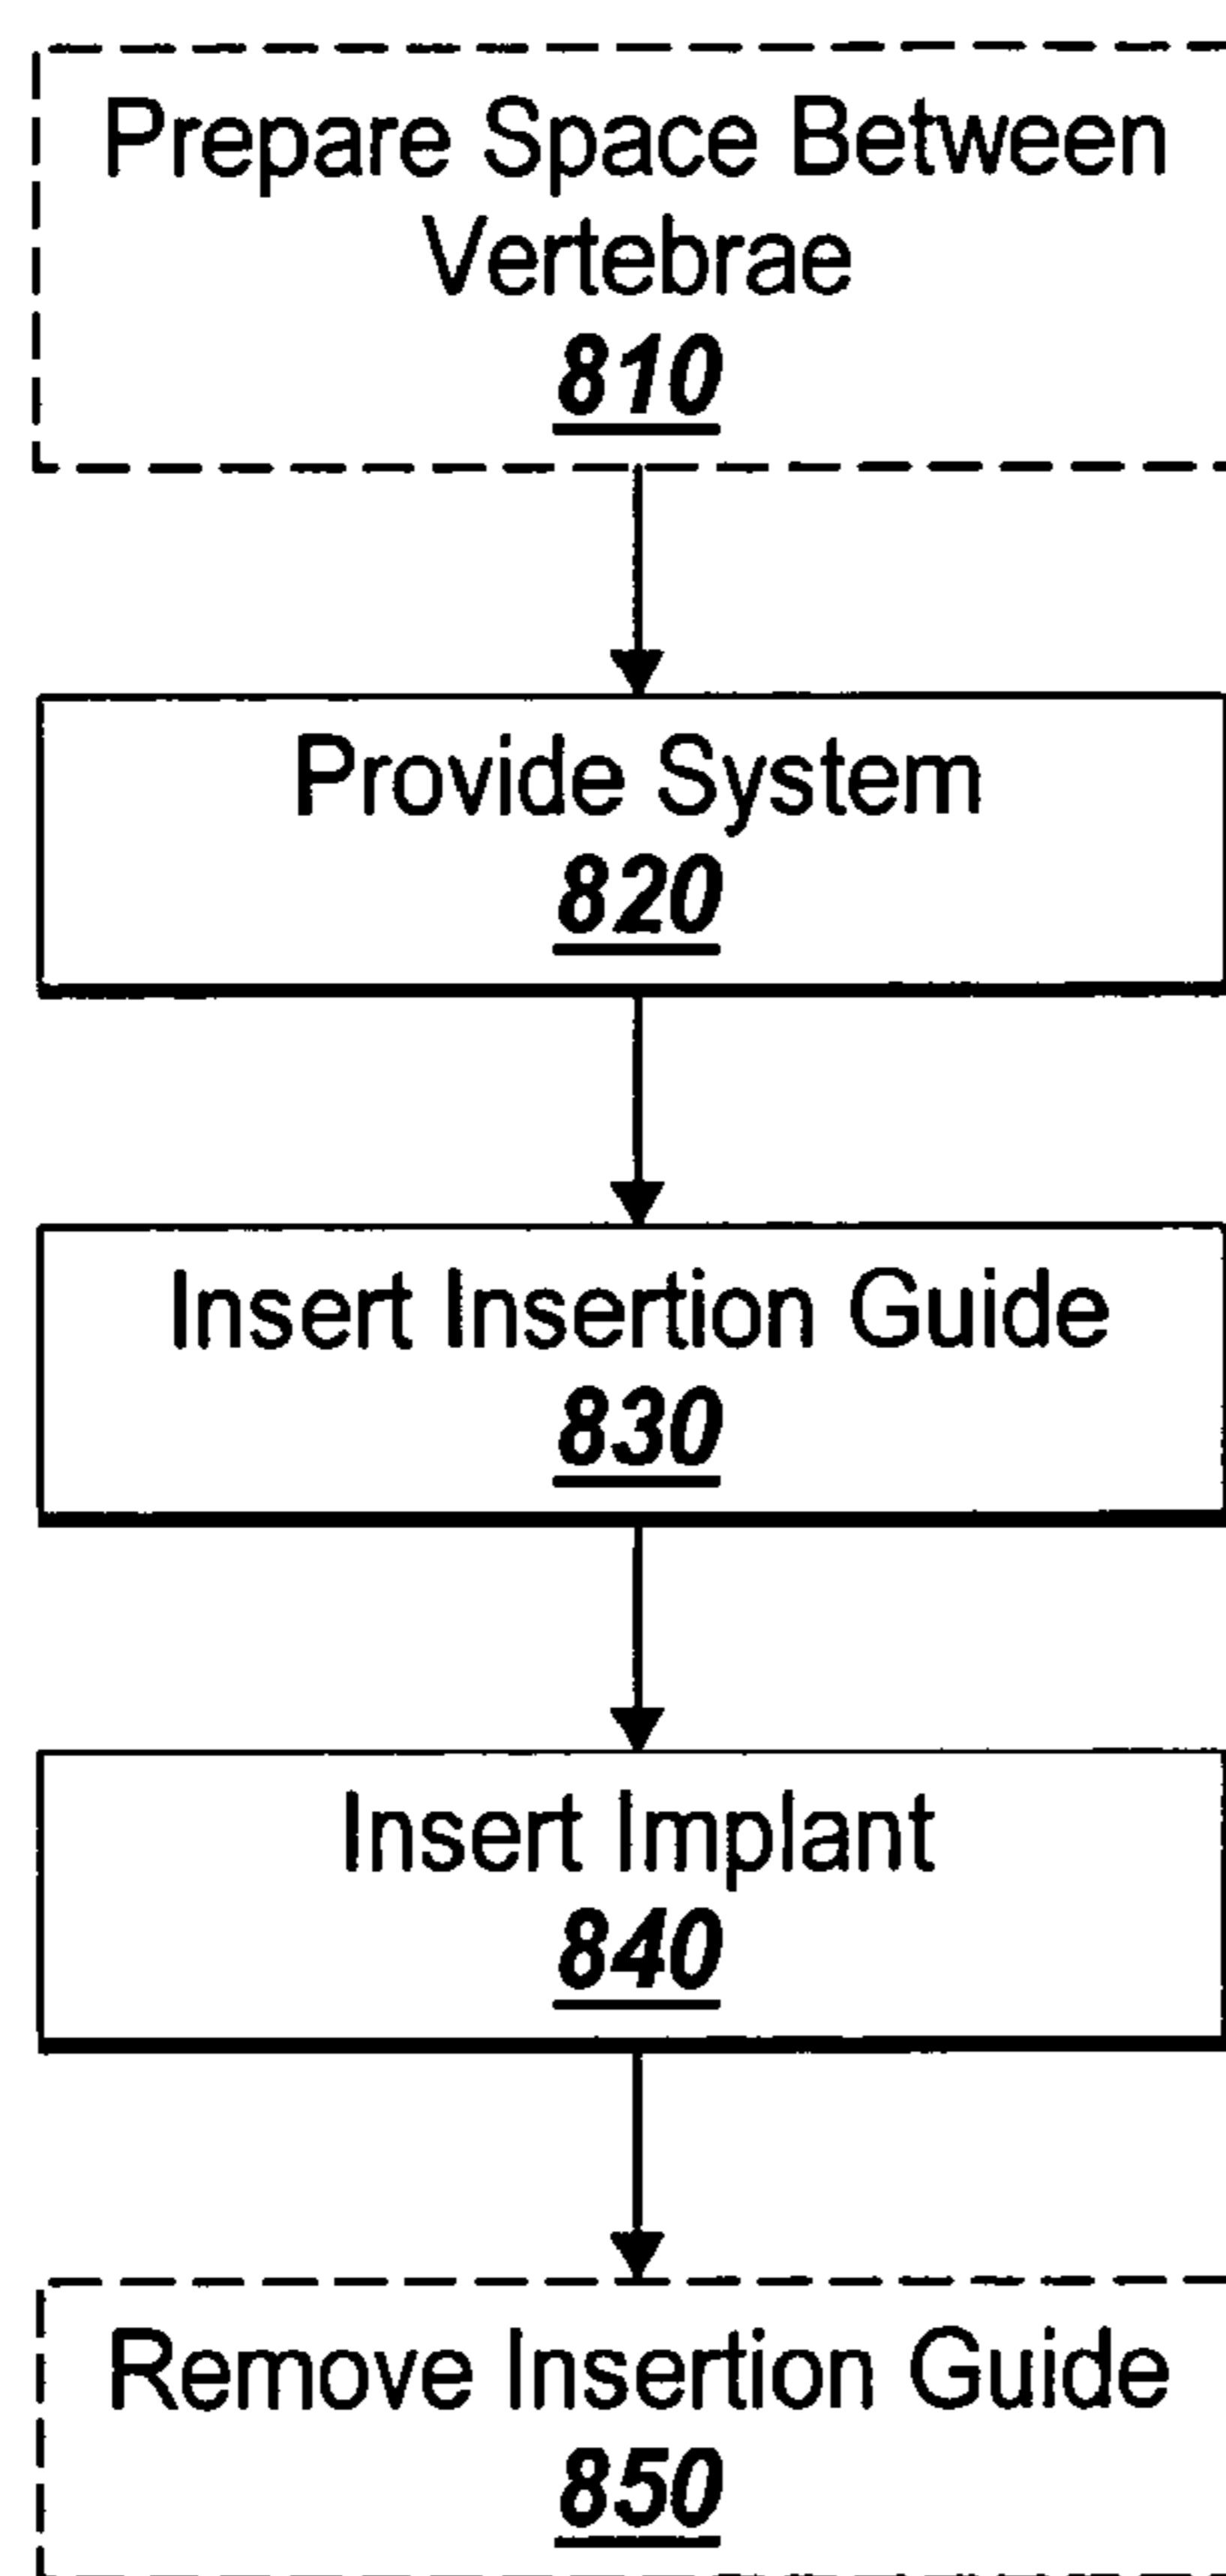 Prepare Space Between
Vertebrae
810
Provide System
820
Insert Insertion Guide
830
Insert Implant
840
Remove Insertion Guide
850